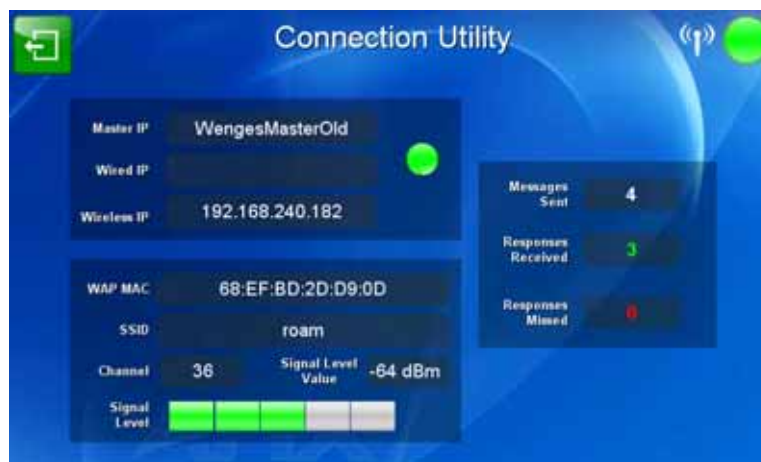 Connection Utility
Master IP WengesMasterOld
Wired IP
Wireless IP 192.168.240.182
Messages
Sent 4
Responses
Received 3
Responses
Missed 0
WAP MAC 68:EF:BD:2D:D9:0D
SSID roam
Channel 36 Signal Level
Value -64 dBm
Signal
Level